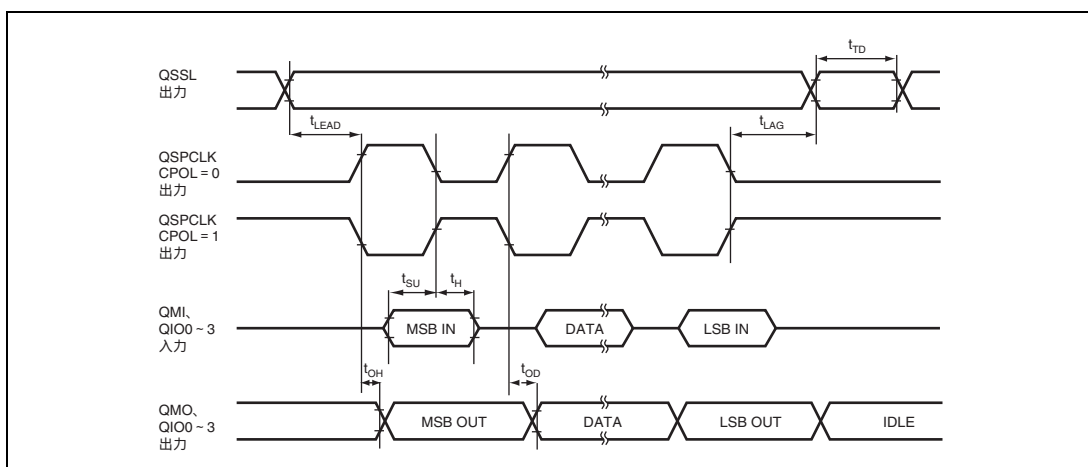 tTD
QSSL
出力
tLEAD
tLAG
QSPCLK
CPOL = 0
出力
QSPCLK
CPOL = 1
出力
tSU
tH
QMI、
QIO0 ~ 3
入力
MSB IN
DATA
LSB IN
tOH
tOD
QMO、
QIO0 ~ 3
出力
MSB OUT
DATA
LSB OUT
IDLE